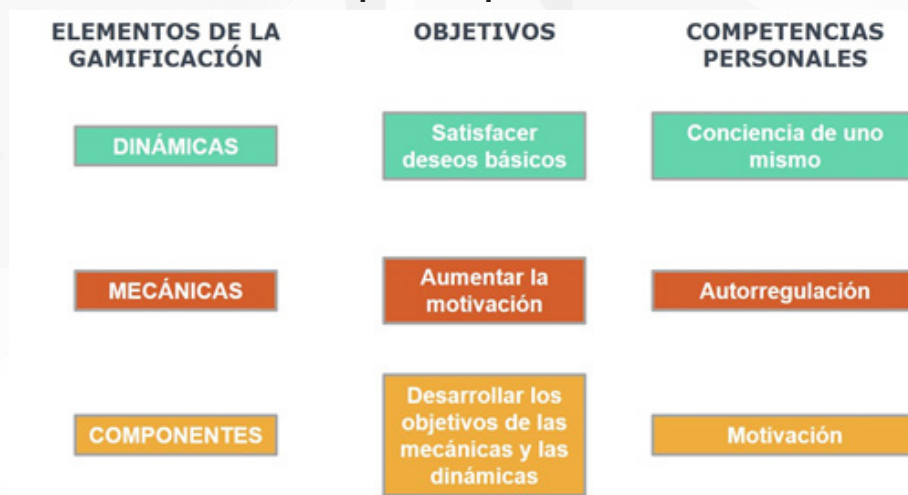 ELEMENTOS DE LA
GAMIFICACIÓN
OBJETIVOS
COMPETENCIAS
PERSONALES
DINÁMICAS
Satisfacer
deseos básicos
Conciencia de uno
mismo
MECÁNICAS
Aumentar la
motivación
Autorregulación
COMPONENTES
Desarrollar los
objetivos de las
mecánicas y las
dinámicas
Motivación